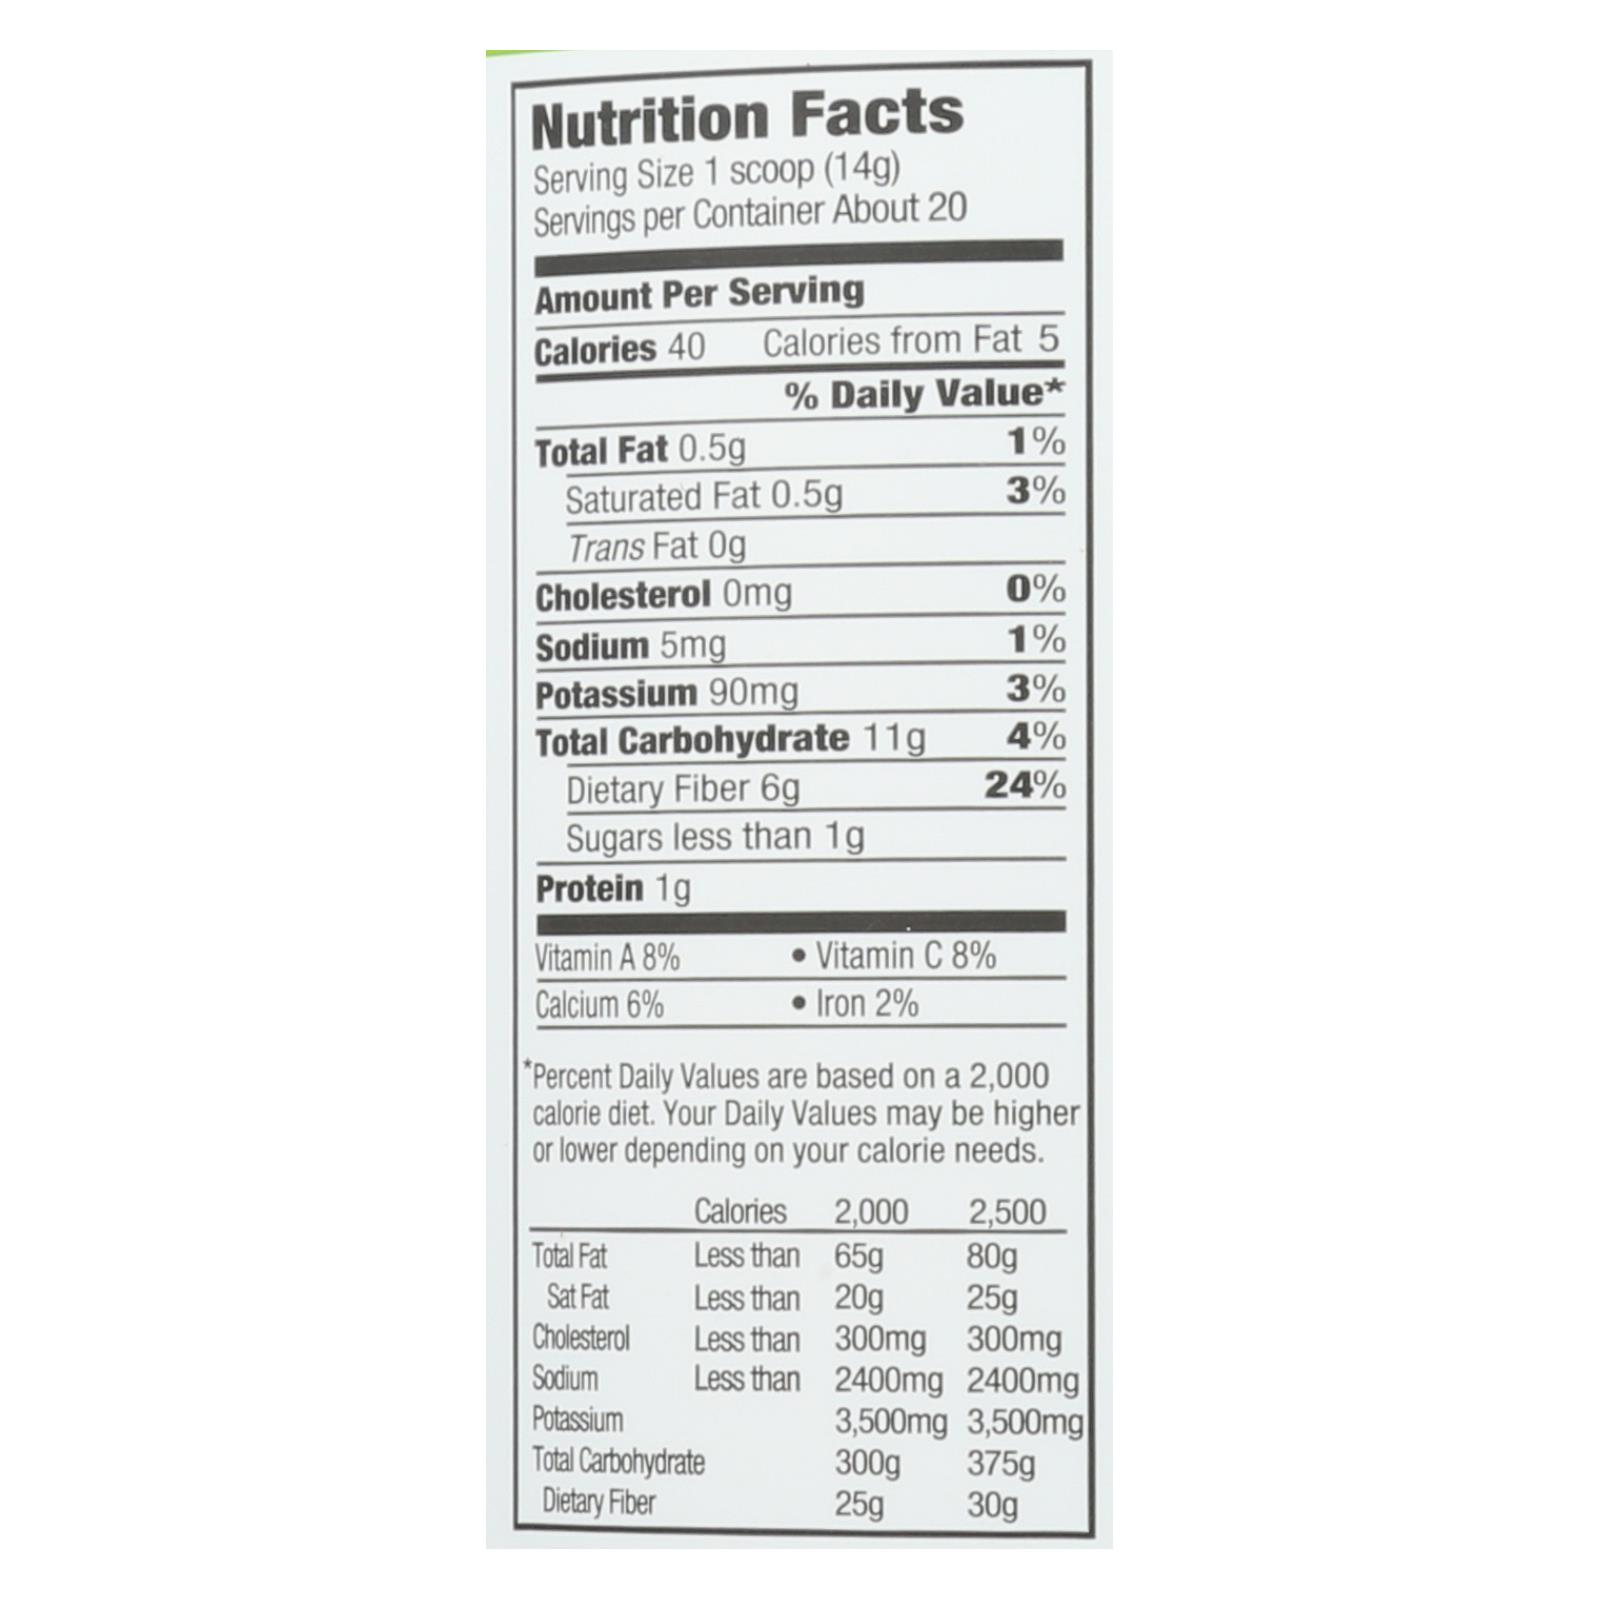 Nutrition Facts
Serving Size 1 scoop (14g)
Servings per Container About 20
Amount Per Serving
Calories 40 Calories from Fat 5
% Daily Value*
Total Fat 0.5g 1%
Saturated Fat 0.5g 3%
Trans Fat 0g
Cholesterol 0mg 0%
Sodium 5mg 1%
Potassium 90mg 3%
Total Carbohydrate 11g 4%
Dietary Fiber 6g 24%
Sugars less than 1g
Protein 1g
Vitamin A 8% • Vitamin C 8%
Calcium 6% • Iron 2%
*Percent Daily Values are based on a 2,000
calorie diet. Your Daily Values may be higher
or lower depending on your calorie needs.
Calories 2,000 2,500
Total Fat Less than 65g 80g
Sat Fat Less than 20g 25g
Cholesterol Less than 300mg 300mg
Sodium Less than 2400mg 2400mg
Potassium 3,500mg 3,500mg
Total Carbohydrate 300g 375g
Dietary Fiber 25g 30g